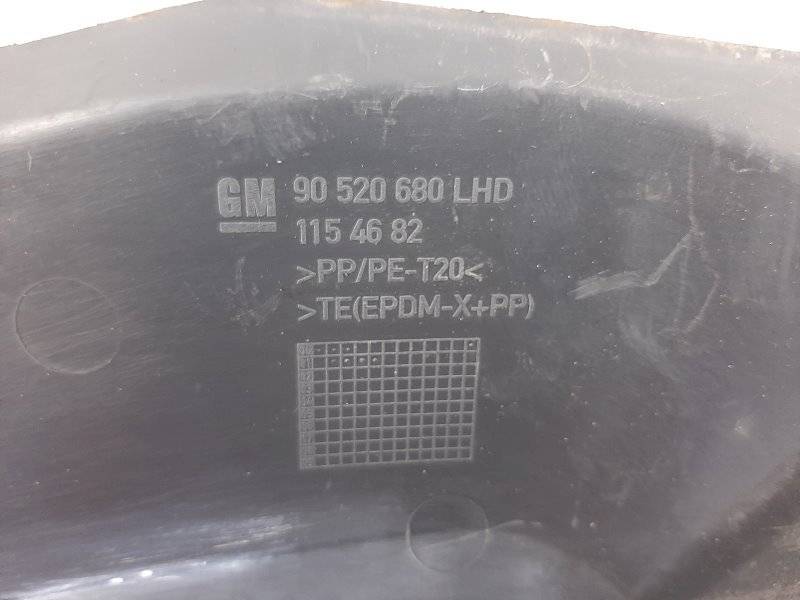 GM 90 520 680 LHD
115 46 82
>PP/PE-T20<
>TE(EPDM-X+PP)